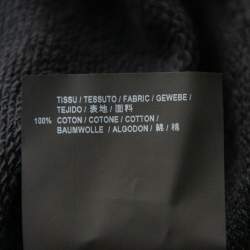 TISSU / TESSUTO / FABRIC / GEWEBE /
TEJIDO / 表地 / 面料
100% COTON / COTONE / COTTON /
BAUMWOLLE / ALGODON / 綿 / 棉